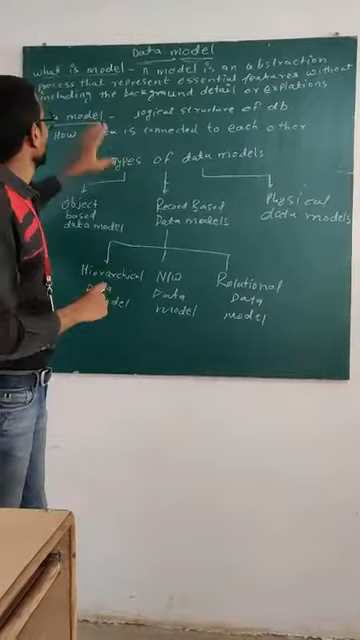 Data model
what is model - A model is an abstraction
process that represent essential features without
including the background detail or explations
model - logical structure of db
How is connected to each other
types of data models
Object based data model
Record Based Data models
Physical data models
Hierarchical
N/W Data model
Relational Data model